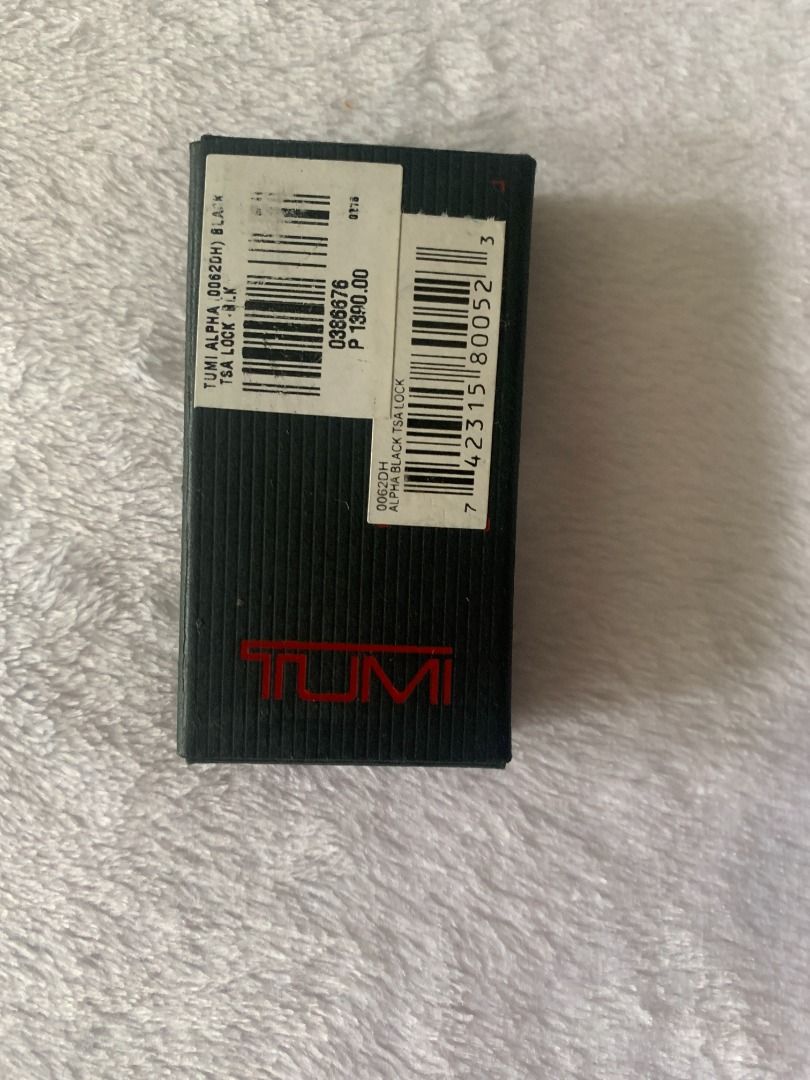 TUMI ALPHA (0062DH) BLACK
TSA LOCK -BLK
0386676
P 1390.00
0062DH
ALPHA BLACK TSA LOCK
7 42315 80052 3
TUMI